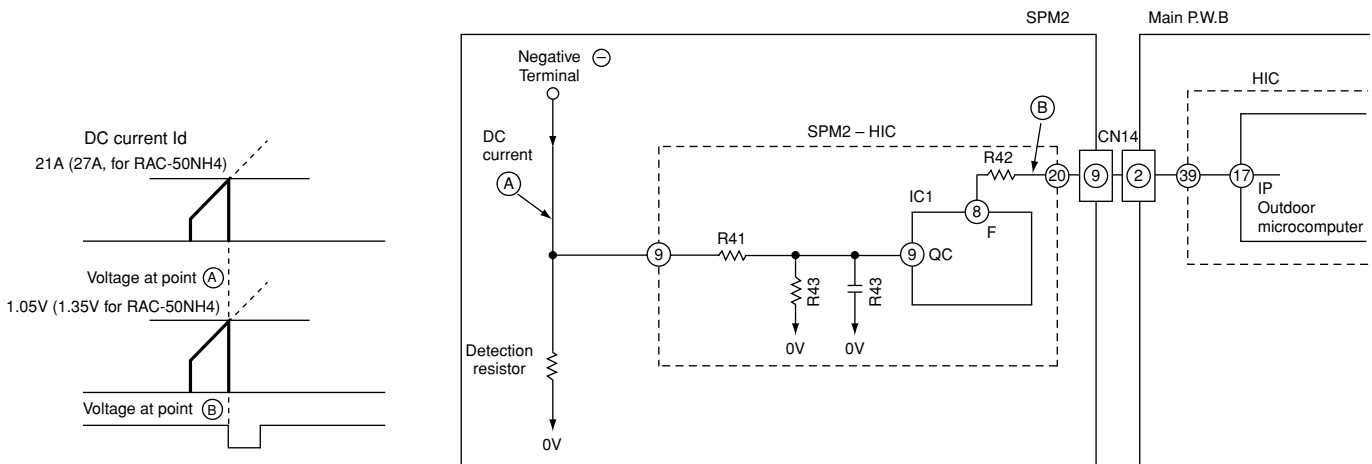 DC current Id
21A (27A, for RAC-50NH4)
Voltage at point A
1.05V (1.35V for RAC-50NH4)
Voltage at point B
SPM2
Main P.W.B
Negative −
Terminal
DC
current
A
Detection
resistor
0V
SPM2 – HIC
9
R41
R43
0V
R43
0V
IC1
9 QC
8
F
R42
B
20
CN14
9
2
HIC
39
17
IP
Outdoor
microcomputer